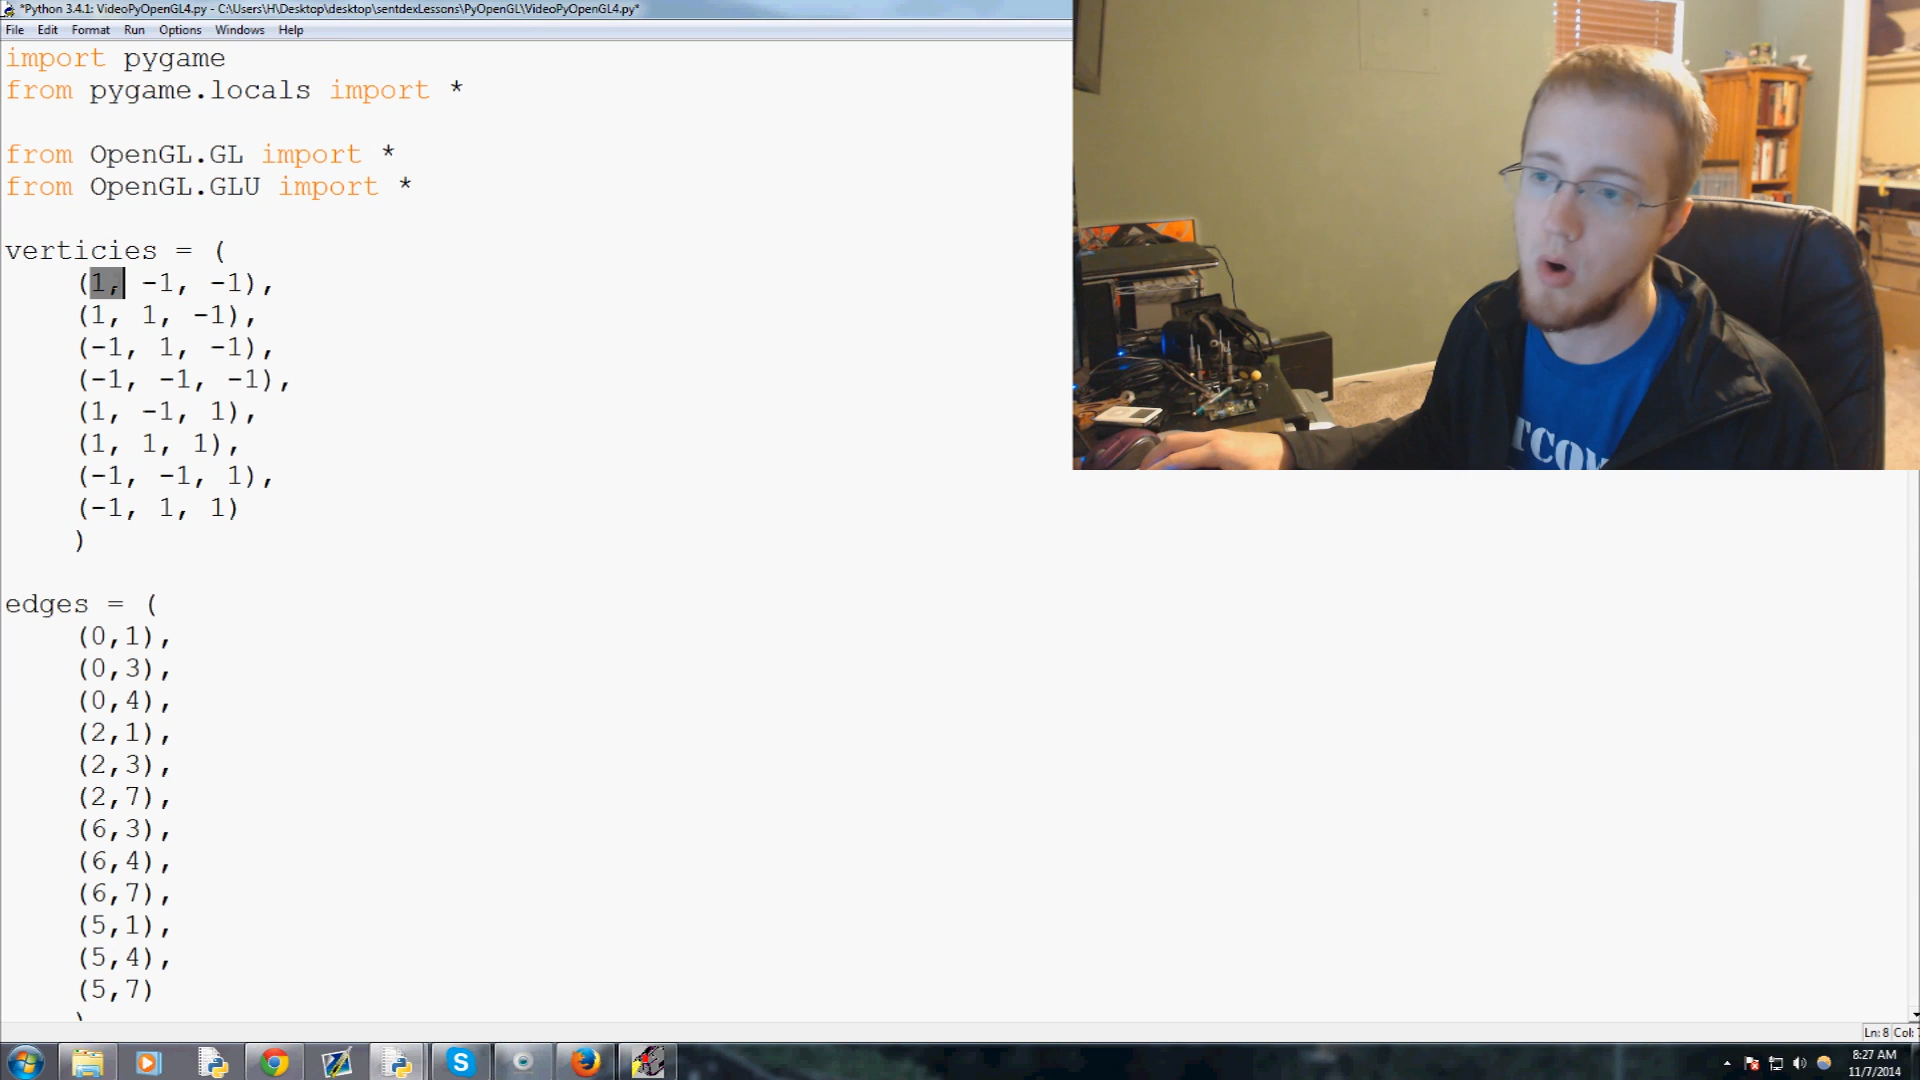 *Python 3.4.1: VideoPyOpenGL4.py - C:\Users\H\Desktop\desktop\sentdexLessons\PyOpenGL\VideoPyOpenGL4.py*
File Edit Format Run Options Windows Help
import pygame
from pygame.locals import *
from OpenGL.GL import *
from OpenGL.GLU import *
verticies = (
(1, -1, -1),
(1, 1, -1),
(-1, 1, -1),
(-1, -1, -1),
(1, -1, 1),
(1, 1, 1),
(-1, -1, 1),
(-1, 1, 1)
)
edges = (
(0,1),
(0,3),
(0,4),
(2,1),
(2,3),
(2,7),
(6,3),
(6,4),
(6,7),
(5,1),
(5,4),
(5,7)
)
Ln: 8 Col:
8:27 AM
11/7/2014